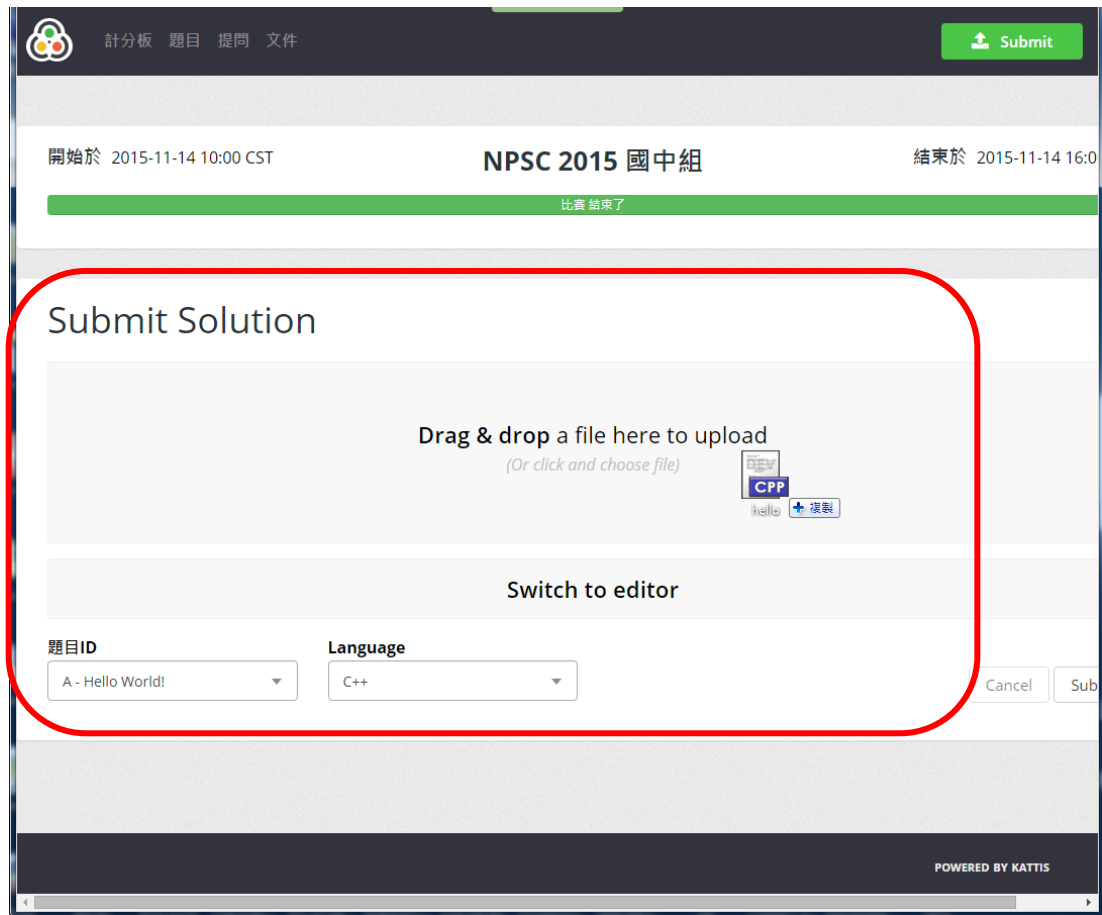 計分板 題目 提問 文件
Submit
開始於 2015-11-14 10:00 CST
NPSC 2015 國中組
結束於 2015-11-14 16:0
比賽 結束了
Submit Solution
Drag & drop a file here to upload
(Or click and choose file)
DEV
CPP
hello
複製
Switch to editor
題目ID
Language
A - Hello World!
C++
Cancel
Sub
POWERED BY KATTIS